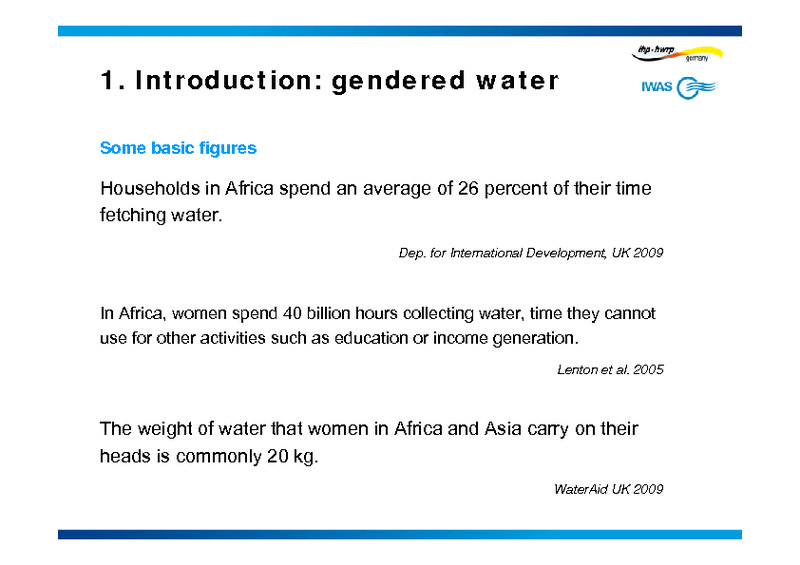 ihp·hwrp
germany
1. Introduction: gendered water
IWAS
Some basic figures
Households in Africa spend an average of 26 percent of their time
fetching water.
Dep. for International Development, UK 2009
In Africa, women spend 40 billion hours collecting water, time they cannot
use for other activities such as education or income generation.
Lenton et al. 2005
The weight of water that women in Africa and Asia carry on their
heads is commonly 20 kg.
WaterAid UK 2009